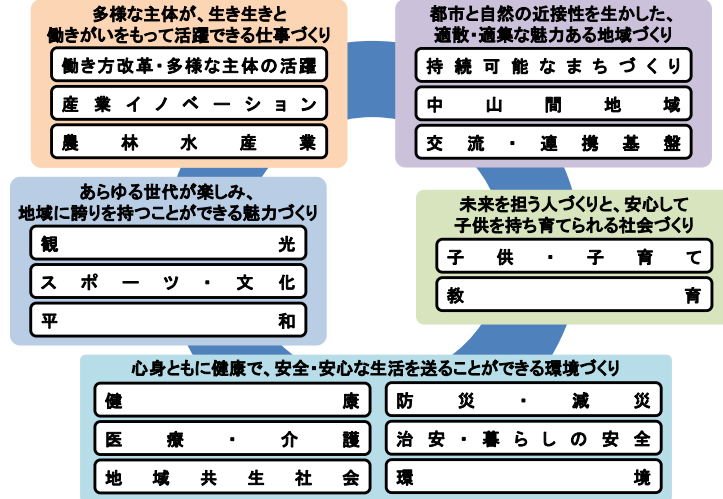 多様な主体が、生き生きと
働きがいをもって活躍できる仕事づくり
働き方改革・多様な主体の活躍
産業イノベーション
農林水産業
都市と自然の近接性を生かした、
適散・適集な魅力ある地域づくり
持続可能なまちづくり
中山間地域
交流・連携基盤
あらゆる世代が楽しみ、
地域に誇りを持つことができる魅力づくり
観光
スポーツ・文化
平和
未来を担う人づくりと、安心して
子供を持ち育てられる社会づくり
子供・子育て
教育
心身ともに健康で、安全・安心な生活を送ることができる環境づくり
健康
医療・介護
地域共生社会
防災・減災
治安・暮らしの安全
環境